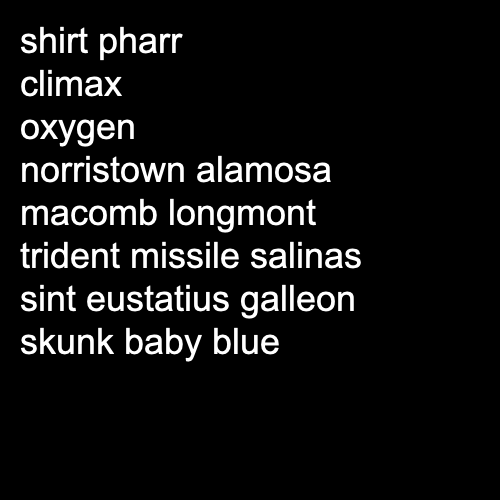 shirt pharr
climax
oxygen
norristown alamosa
macomb longmont
trident missile salinas
sint eustatius galleon
skunk baby blue